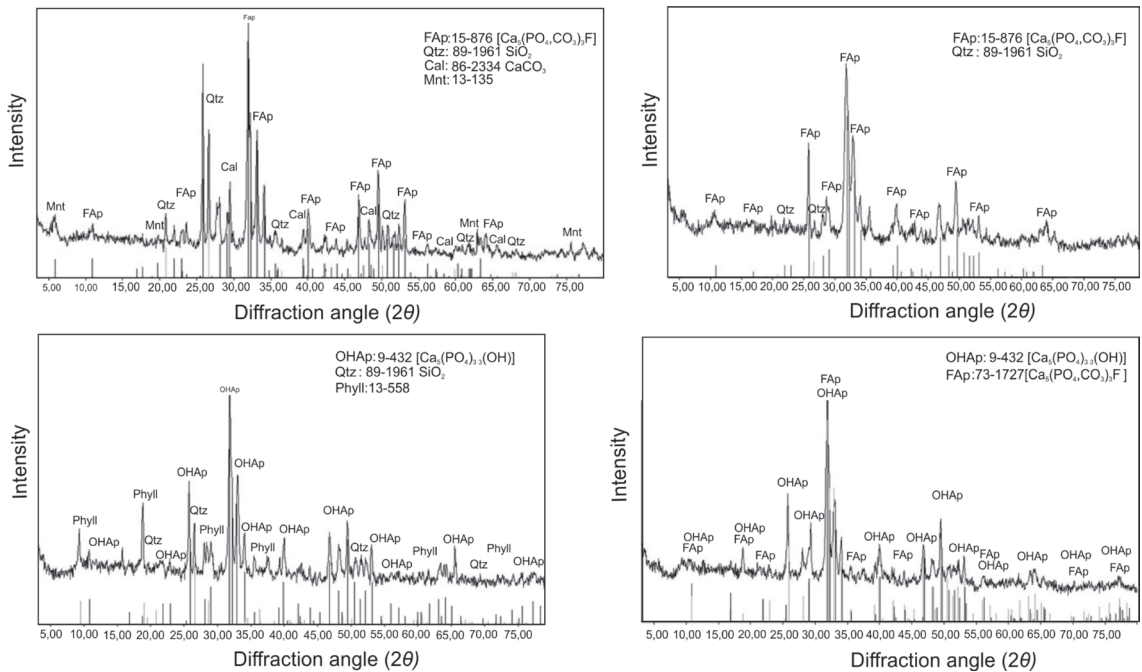 Fap
FAp:15-876 [Ca₅(PO₄,CO₃)₃F]
Qtz: 89-1961 SiO₂
Cal: 86-2334 CaCO₃
Mnt: 13-135
Qtz
FAp
Cal
FAp
FAp
FAp
FAp
Mnt
FAp
Qtz
Mnt
Qtz
Cal
FAp
Cal
Qtz
FAp
Cal
Mnt
Qtz
FAp
Cal
Qtz
Mnt
Intensity
5,00 10,00 15,00 20,00 25,00 30,00 35,00 40,00 45,00 50,00 55,00 60,00 65,00 70,00 75,00
Diffraction angle (2θ)
FAp:15-876 [Ca₅(PO₄,CO₃)₃F]
Qtz : 89-1961 SiO₂
FAp
FAp
FAp
FAp
FAp
FAp
FAp
Qtz
Qtz
FAp
FAp
FAp
FAp
Intensity
5,00 10,00 15,00 20,00 25,00 30,00 35,00 40,00 45,00 50,00 55,00 60,00 65,00 70,00 75,00
Diffraction angle (2θ)
OHAp: 9-432 [Ca₅(PO₄)₃.₃(OH)]
Qtz : 89-1961 SiO₂
Phyll:13-558
OHAp
OHAp
OHAp
Phyll
Qtz
Phyll
OHAp
Qtz
OHAp
Phyll
OHAp
Phyll
OHAp
OHAp
Qtz
OHAp
OHAp
Phyll
OHAp
Qtz
Phyll
OHAp
Intensity
5,00 10,00 15,00 20,00 25,00 30,00 35,00 40,00 45,00 50,00 55,00 60,00 65,00 70,00 75,00
Diffraction angle (2θ)
OHAp: 9-432 [Ca₅(PO₄)₃.₃(OH)]
FAp:73-1727[Ca₅(PO₄,CO₃)₃F ]
FAp
OHAp
OHAp
OHAp
OHAp
FAp
OHAp
FAp
FAp
OHAp
FAp
OHAp
FAp
OHAp
OHAp
OHAp
FAp
OHAp
FAp
OHAp
OHAp
FAp
OHAp
FAp
Intensity
5,00 10,00 15,00 20,00 25,00 30,00 35,00 40,00 45,00 50,00 55,00 60,00 65,00 70,00 75,00
Diffraction angle (2θ)